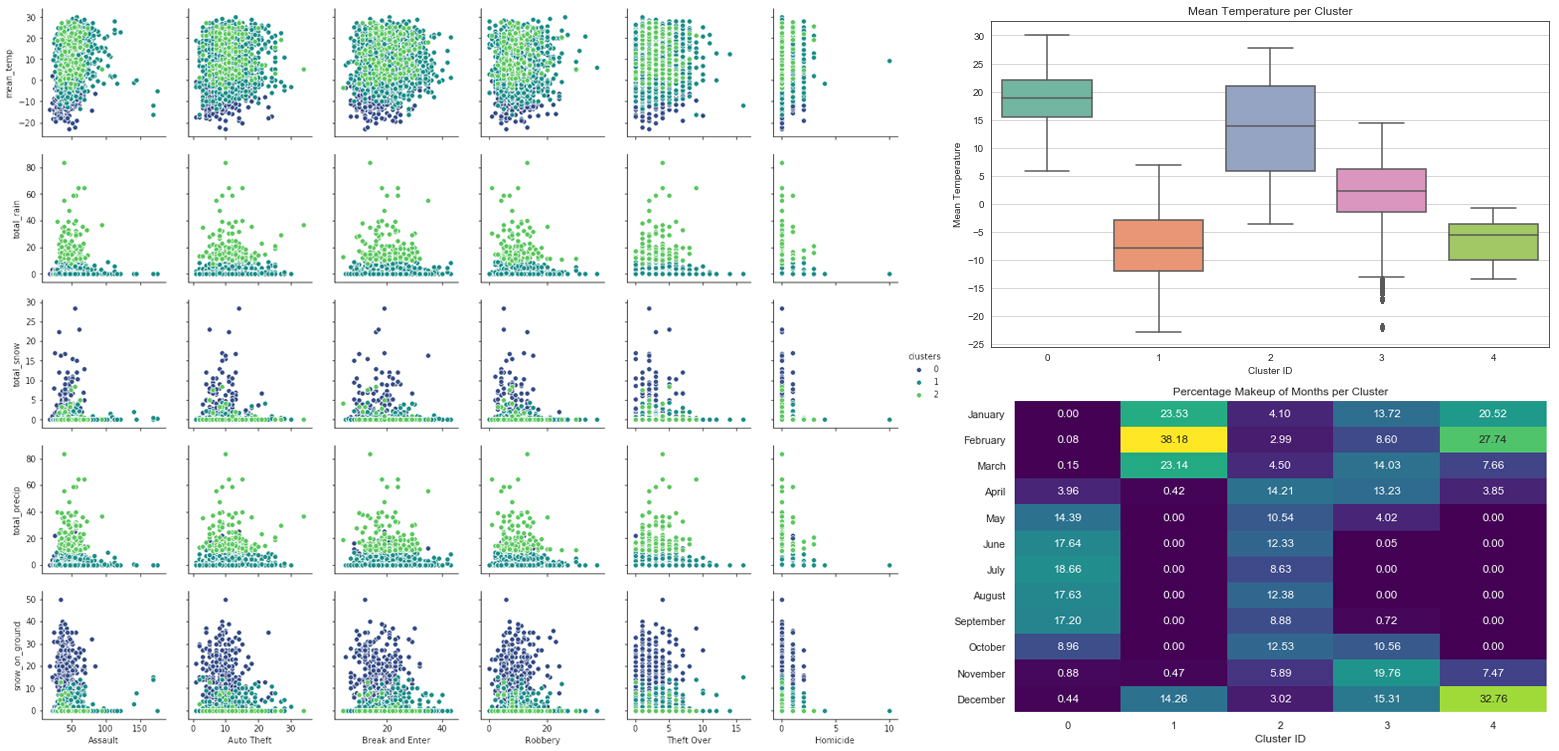 mean_temp
30
20
10
0
−10
−20
total_rain
80
60
40
20
0
total_snow
30
25
20
15
10
5
0
total_precip
80
60
40
20
0
snow_on_ground
50
40
30
20
10
0
50 100 150
Assault
0 10 20 30
Auto Theft
0 20 40
Break and Enter
0 20
Robbery
0 5 10 15
Theft Over
0 5 10
Homicide
clusters
0
1
2
Mean Temperature per Cluster
Mean Temperature
30
25
20
15
10
5
0
−5
−10
−15
−20
−25
0 1 2 3 4
Cluster ID
Percentage Makeup of Months per Cluster
January 0.00 23.53 4.10 13.72 20.52
February 0.08 38.18 2.99 8.60 27.74
March 0.15 23.14 4.50 14.03 7.66
April 3.96 0.42 14.21 13.23 3.85
May 14.39 0.00 10.54 4.02 0.00
June 17.64 0.00 12.33 0.05 0.00
July 18.66 0.00 8.63 0.00 0.00
August 17.63 0.00 12.38 0.00 0.00
September 17.20 0.00 8.88 0.72 0.00
October 8.96 0.00 12.53 10.56 0.00
November 0.88 0.47 5.89 19.76 7.47
December 0.44 14.26 3.02 15.31 32.76
0 1 2 3 4
Cluster ID